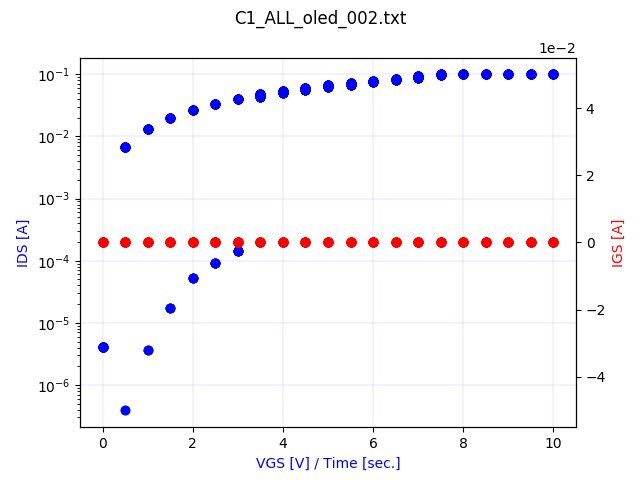 C1_ALL_oled_002.txt
1e−2
10⁻¹
10⁻²
10⁻³
10⁻⁴
10⁻⁵
10⁻⁶
IDS [A]
4
2
0
−2
−4
IGS [A]
0 2 4 6 8 10
VGS [V] / Time [sec.]